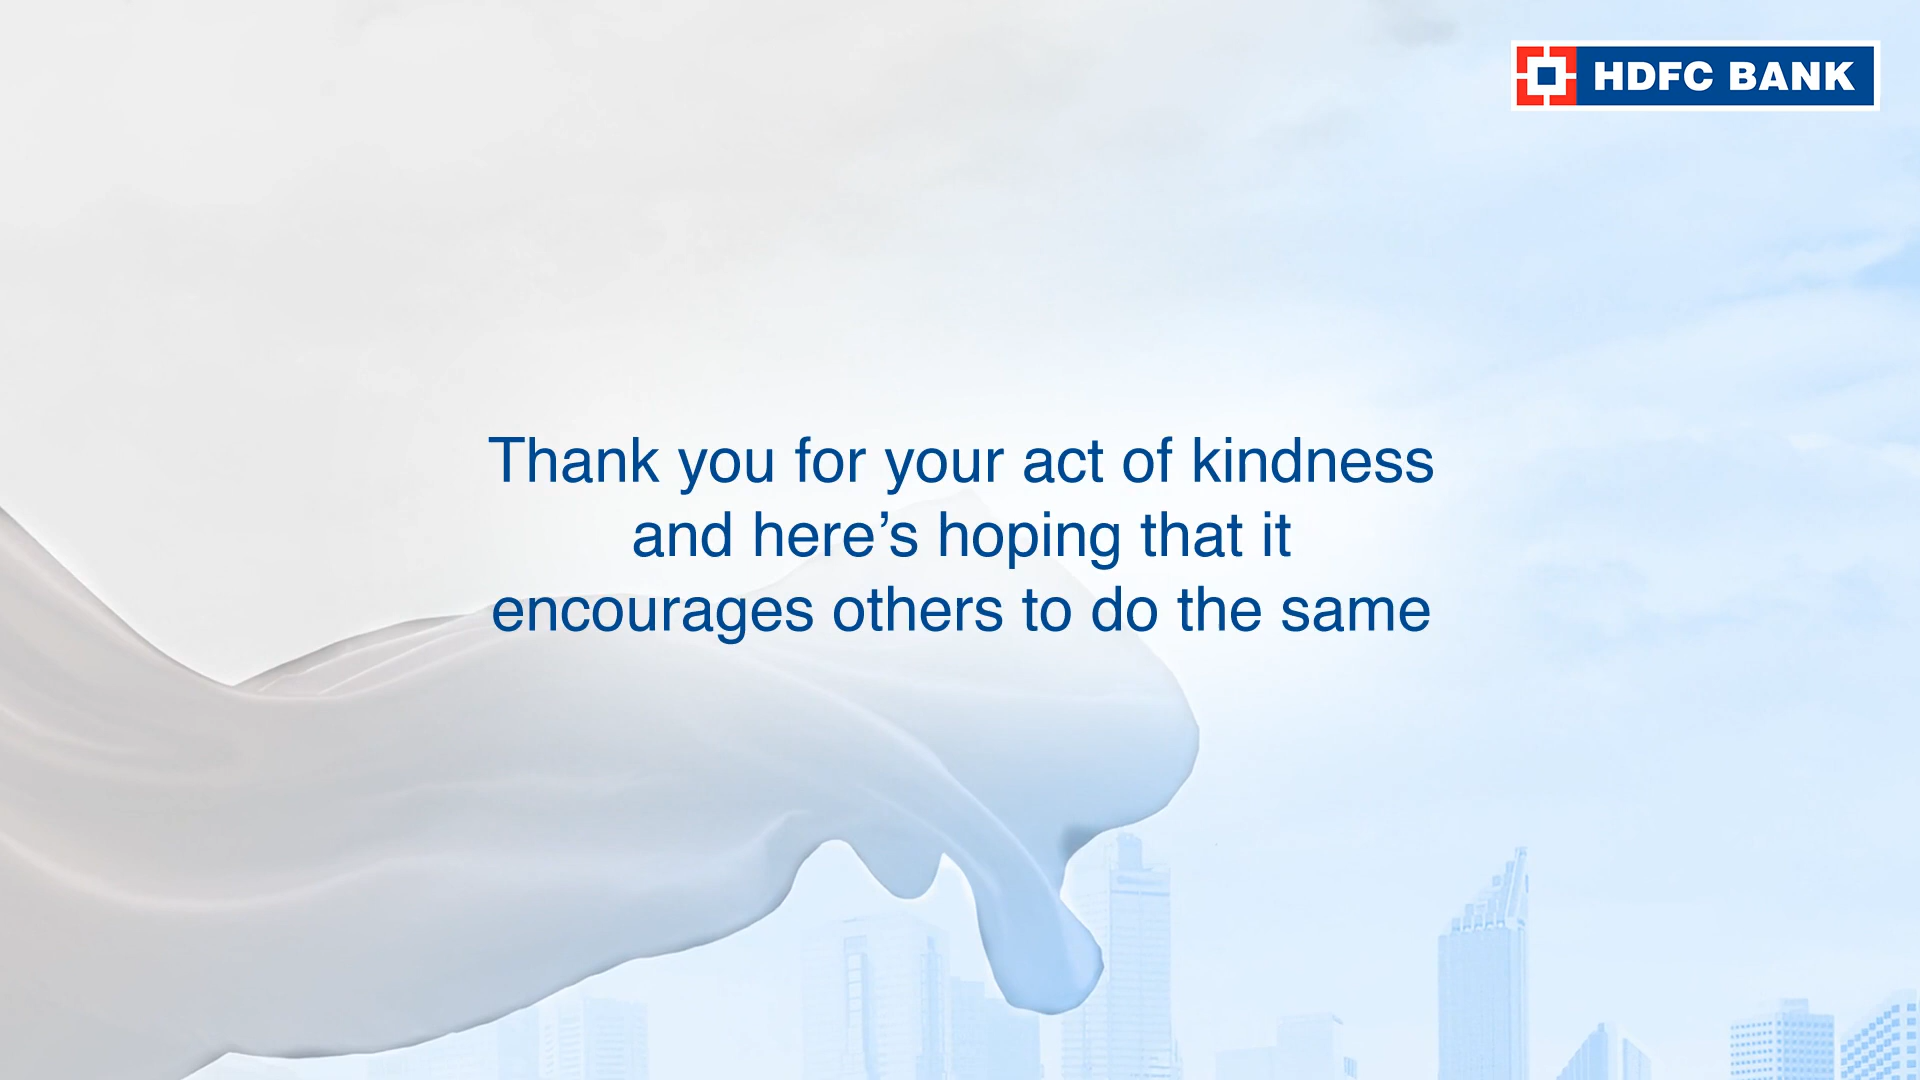 HDFC BANK
Thank you for your act of kindness
and here’s hoping that it
encourages others to do the same